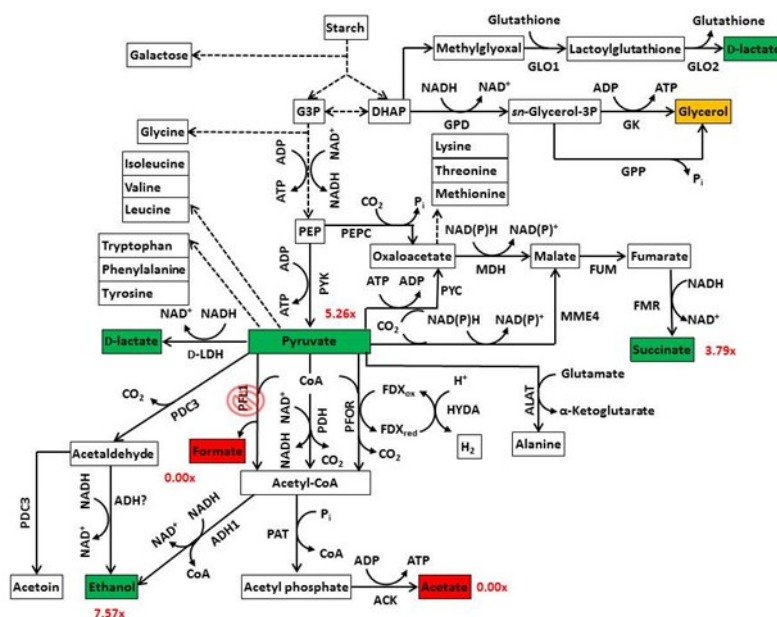 Starch
Glutathione
Glutathione
Galactose
Methylglyoxal
Lactoylglutathione
D-lactate
GLO1
GLO2
NADH
NAD+
ADP
ATP
G3P
DHAP
sn-Glycerol-3P
Glycerol
GPD
GK
Glycine
GPP
Pi
Lysine
Threonine
Methionine
Isoleucine
Valine
Leucine
ADP
ATP
NAD+
NADH
CO2
Pi
PEP
PEPC
NAD(P)H
NAD(P)+
Oxaloacetate
Malate
Fumarate
MDH
FUM
Tryptophan
Phenylalanine
Tyrosine
ADP
ATP
PYK
ATP
ADP
PYC
NADH
NAD+
FMR
5.26x
CO2
NAD(P)H
NAD(P)+
MME4
NAD+
NADH
D-lactate
D-LDH
Pyruvate
Succinate
3.79x
CO2
PDC3
PFL1
CoA
NAD+
NADH
PDH
CO2
PFOR
FDXox
FDXred
CO2
H+
HYDA
H2
ALAT
Glutamate
α-Ketoglutarate
Alanine
Acetaldehyde
Formate
0.00x
Acetyl-CoA
PDC3
NADH
NAD+
ADH?
NAD+
NADH
ADH1
CoA
PAT
Pi
CoA
ADP
ATP
Acetoin
Ethanol
Acetyl phosphate
Acetate
0.00x
ACK
7.57x